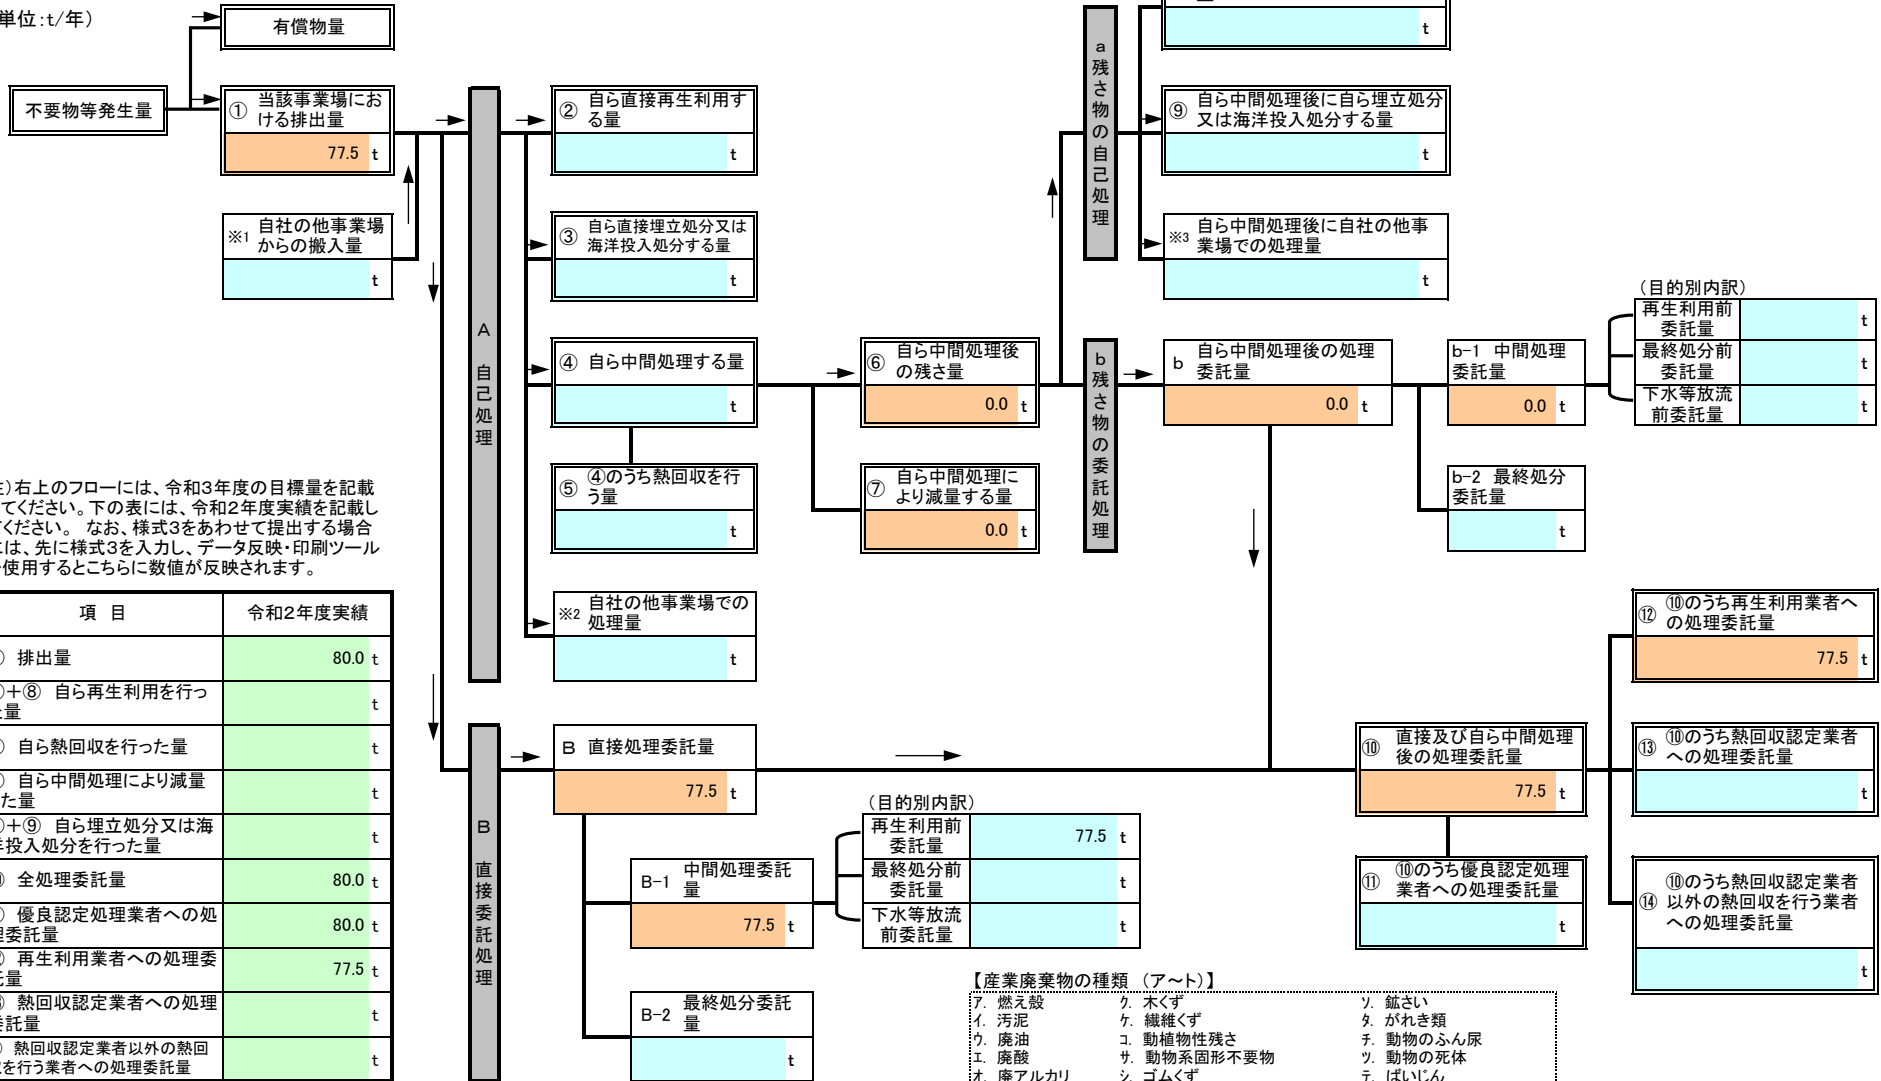 単位:t/年)
有償物量
不要物等発生量
① 当該事業場にお
ける排出量
77.5 t
※1 自社の他事業場
からの搬入量
t
A 自己処理
② 自ら直接再生利用す
る量
t
③ 自ら直接埋立処分又は
海洋投入処分する量
t
④ 自ら中間処理する量
t
⑤ ④のうち熱回収を行
う量
t
※2 自社の他事業場での
処理量
t
⑥ 自ら中間処理後
の残さ量
0.0 t
⑦ 自ら中間処理に
より減量する量
0.0 t
a 残さ物の自己処理
t
⑨ 自ら中間処理後に自ら埋立処分
又は海洋投入処分する量
t
※3 自ら中間処理後に自社の他事
業場での処理量
t
b 残さ物の委託処理
b 自ら中間処理後の処理
委託量
0.0 t
b-1 中間処理
委託量
0.0 t
b-2 最終処分
委託量
t
(目的別内訳)
再生利用前
委託量
t
最終処分前
委託量
t
下水等放流
前委託量
t
)右上のフローには、令和3年度の目標量を記載
てください。下の表には、令和2年度実績を記載し
ください。 なお、様式3をあわせて提出する場合
は、先に様式3を入力し、データ反映・印刷ツール
使用するとこちらに数値が反映されます。
項 目 令和2年度実績
) 排出量 80.0 t
)+⑧ 自ら再生利用を行っ
量
t
) 自ら熱回収を行った量 t
) 自ら中間処理により減量
た量
t
)+⑨ 自ら埋立処分又は海
投入処分を行った量
t
) 全処理委託量 80.0 t
) 優良認定処理業者への処
委託量
80.0 t
再生利用業者への処理委
量
77.5 t
熱回収認定業者への処理
託量
t
) 熱回収認定業者以外の熱回
を行う業者への処理委託量
t
B 直接委託処理
B 直接処理委託量
77.5 t
B-1 中間処理委託
量
77.5 t
B-2 最終処分委託
量
t
(目的別内訳)
再生利用前
委託量
77.5 t
最終処分前
委託量
t
下水等放流
前委託量
t
⑩ 直接及び自ら中間処理
後の処理委託量
77.5 t
⑪ ⑩のうち優良認定処理
業者への処理委託量
t
⑫ ⑩のうち再生利用業者へ
の処理委託量
77.5 t
⑬ ⑩のうち熱回収認定業者
への処理委託量
t
⑭ ⑩のうち熱回収認定業者
以外の熱回収を行う業者
への処理委託量
t
【産業廃棄物の種類 (ア~ト)】
ア. 燃え殻 ク. 木くず ソ. 鉱さい
イ. 汚泥 ケ. 繊維くず タ. がれき類
ウ. 廃油 コ. 動植物性残さ チ. 動物のふん尿
エ. 廃酸 サ. 動物系固形不要物 ツ. 動物の死体
オ. 廃アルカリ シ. ゴムくず テ. ばいじん